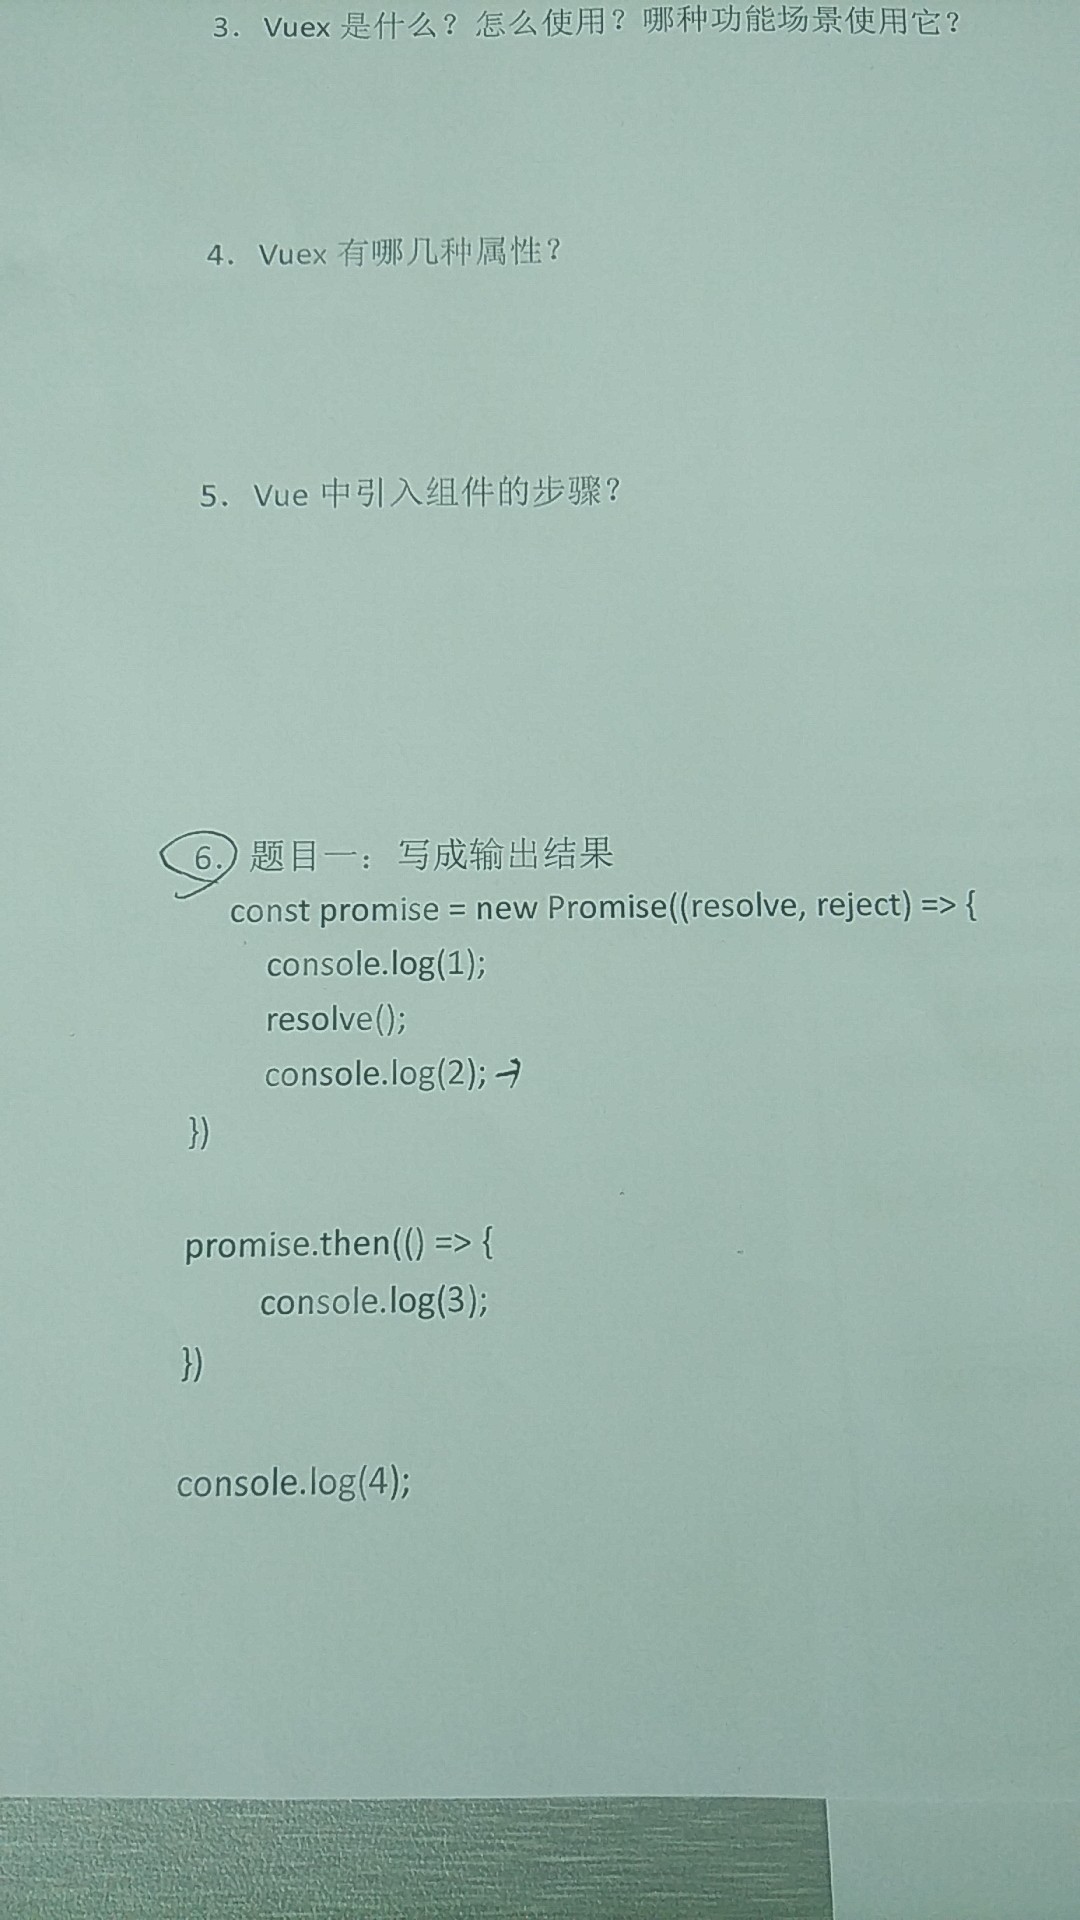 3. Vuex 是什么？怎么使用？哪种功能场景使用它？
4. Vuex 有哪几种属性？
5. Vue 中引入组件的步骤？
6. 题目一：写成输出结果
const promise = new Promise((resolve, reject) => {
console.log(1);
resolve();
console.log(2);
})
promise.then(() => {
console.log(3);
})
console.log(4);